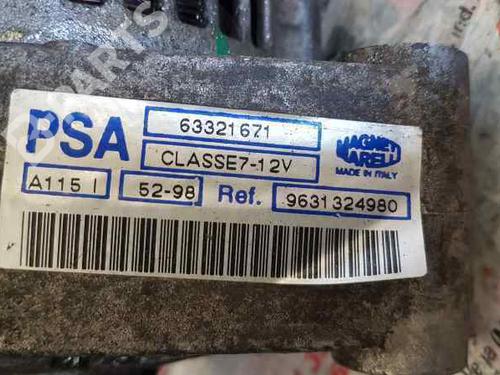 PSA
63321671
CLASSE7-12V
MAGNETI
MARELLI
MADE IN ITALY
A115 I
52-98
Ref.
9631324980